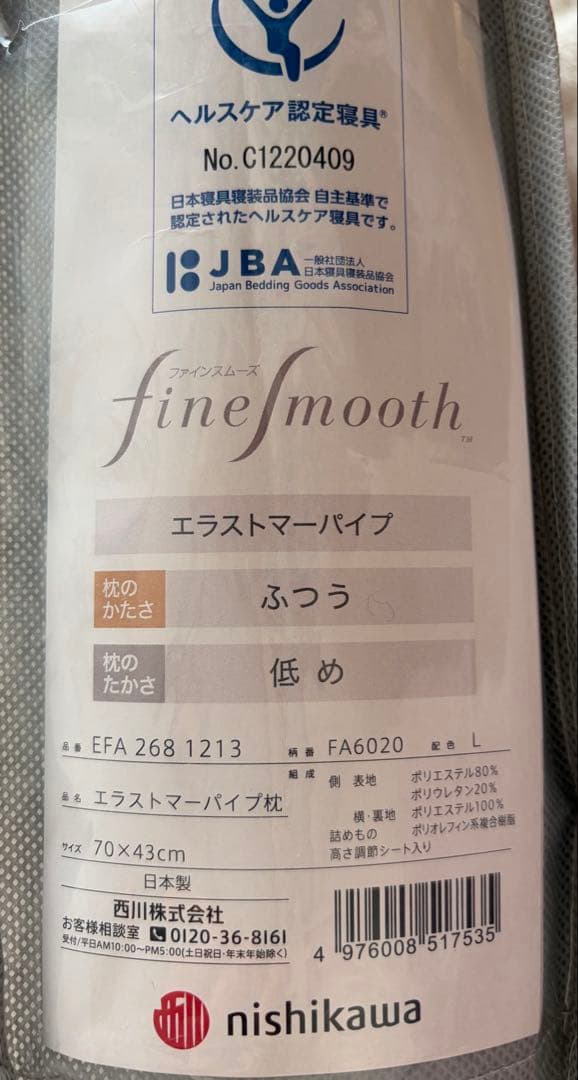 ヘルスケア認定寝具®
No.C1220409
日本寝具寝装品協会 自主基準で
認定されたヘルスケア寝具です。
JBA 一般社団法人
日本寝具寝装品協会
Japan Bedding Goods Association
ファインスムーズ
fine Smooth™
エラストマーパイプ
枕の
かたさ
ふつう
枕の
たかさ
低め
品番 EFA 268 1213 柄番 FA6020 配色 L
組成 側 表地 ポリエステル80%
ポリウレタン20%
横・裏地 ポリエステル100%
詰めもの ポリオレフィン系複合樹脂
高さ調節シート入り
品名 エラストマーパイプ枕
サイズ 70×43cm
日本製
西川株式会社
お客様相談室 0120-36-8161
受付/平日AM10:00〜PM5:00(土日祝日・年末年始除く)
4 976008 517535
西川 nishikawa